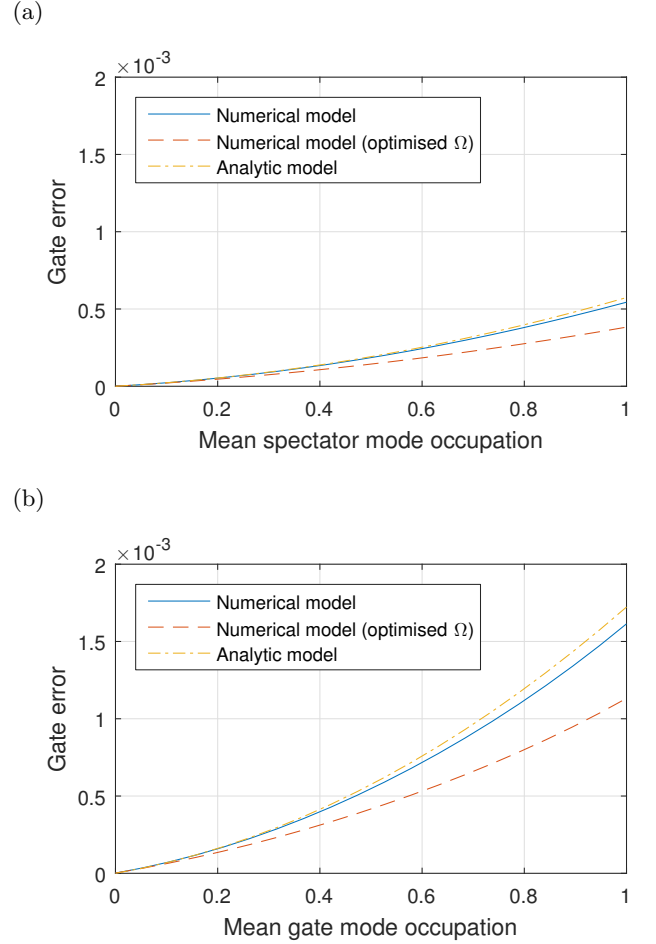 (a)
×10⁻³
2
Numerical model
Numerical model (optimised Ω)
Analytic model
1.5
1
0.5
0
Gate error
0 0.2 0.4 0.6 0.8 1
Mean spectator mode occupation
(b)
×10⁻³
2
Numerical model
Numerical model (optimised Ω)
Analytic model
1.5
1
0.5
0
Gate error
0 0.2 0.4 0.6 0.8 1
Mean gate mode occupation